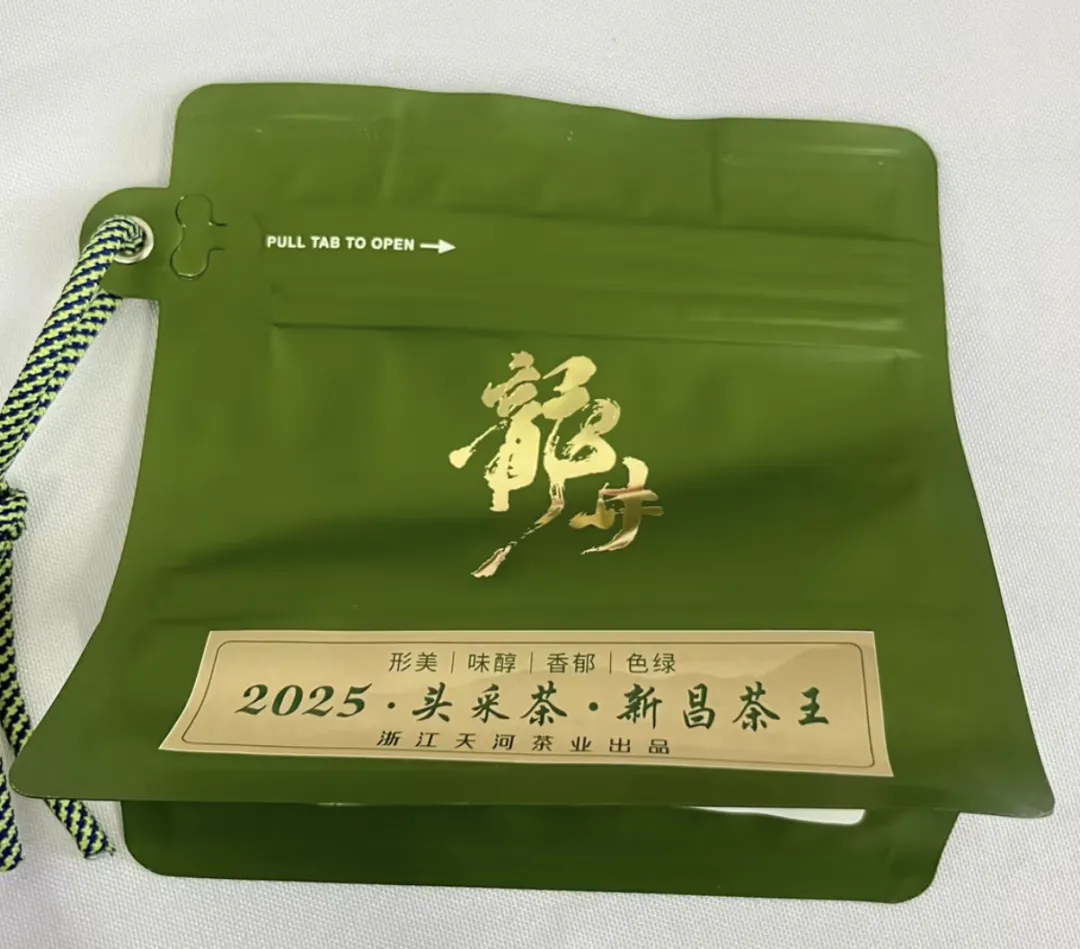 PULL TAB TO OPEN
龍井
形美｜味醇｜香郁｜色绿
2025·头采茶·新昌茶王
浙江天河茶业出品